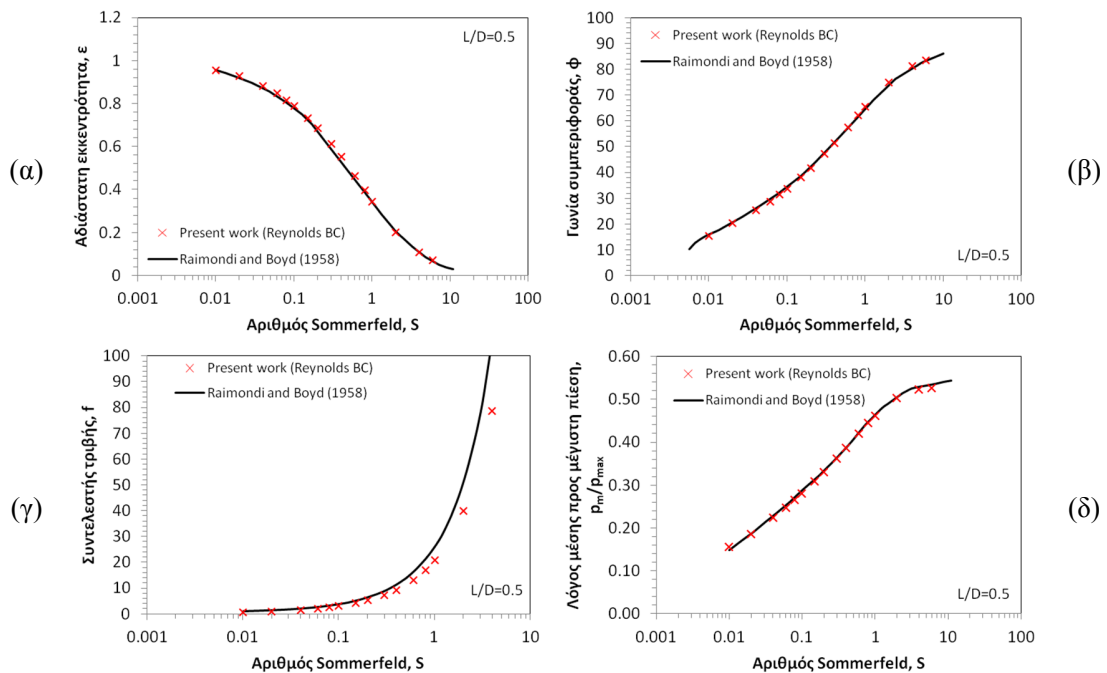 (α)
1.2
1
0.8
0.6
0.4
0.2
0
Αδιάστατη εκκεντρότητα, ε
L/D=0.5
Present work (Reynolds BC)
Raimondi and Boyd (1958)
0.001
0.01
0.1
1
10
100
Αριθμός Sommerfeld, S
(β)
100
90
80
70
60
50
40
30
20
10
0
Γωνία συμπεριφοράς, Φ
Present work (Reynolds BC)
Raimondi and Boyd (1958)
L/D=0.5
0.001
0.01
0.1
1
10
100
Αριθμός Sommerfeld, S
(γ)
100
90
80
70
60
50
40
30
20
10
0
Συντελεστής τριβής, f
Present work (Reynolds BC)
Raimondi and Boyd (1958)
L/D=0.5
0.001
0.01
0.1
1
10
Αριθμός Sommerfeld, S
(δ)
0.60
0.50
0.40
0.30
0.20
0.10
0.00
Λόγος μέσης προς μέγιστη πίεση,
pm/pmax
Present work (Reynolds BC)
Raimondi and Boyd (1958)
L/D=0.5
0.001
0.01
0.1
1
10
100
Αριθμός Sommerfeld, S